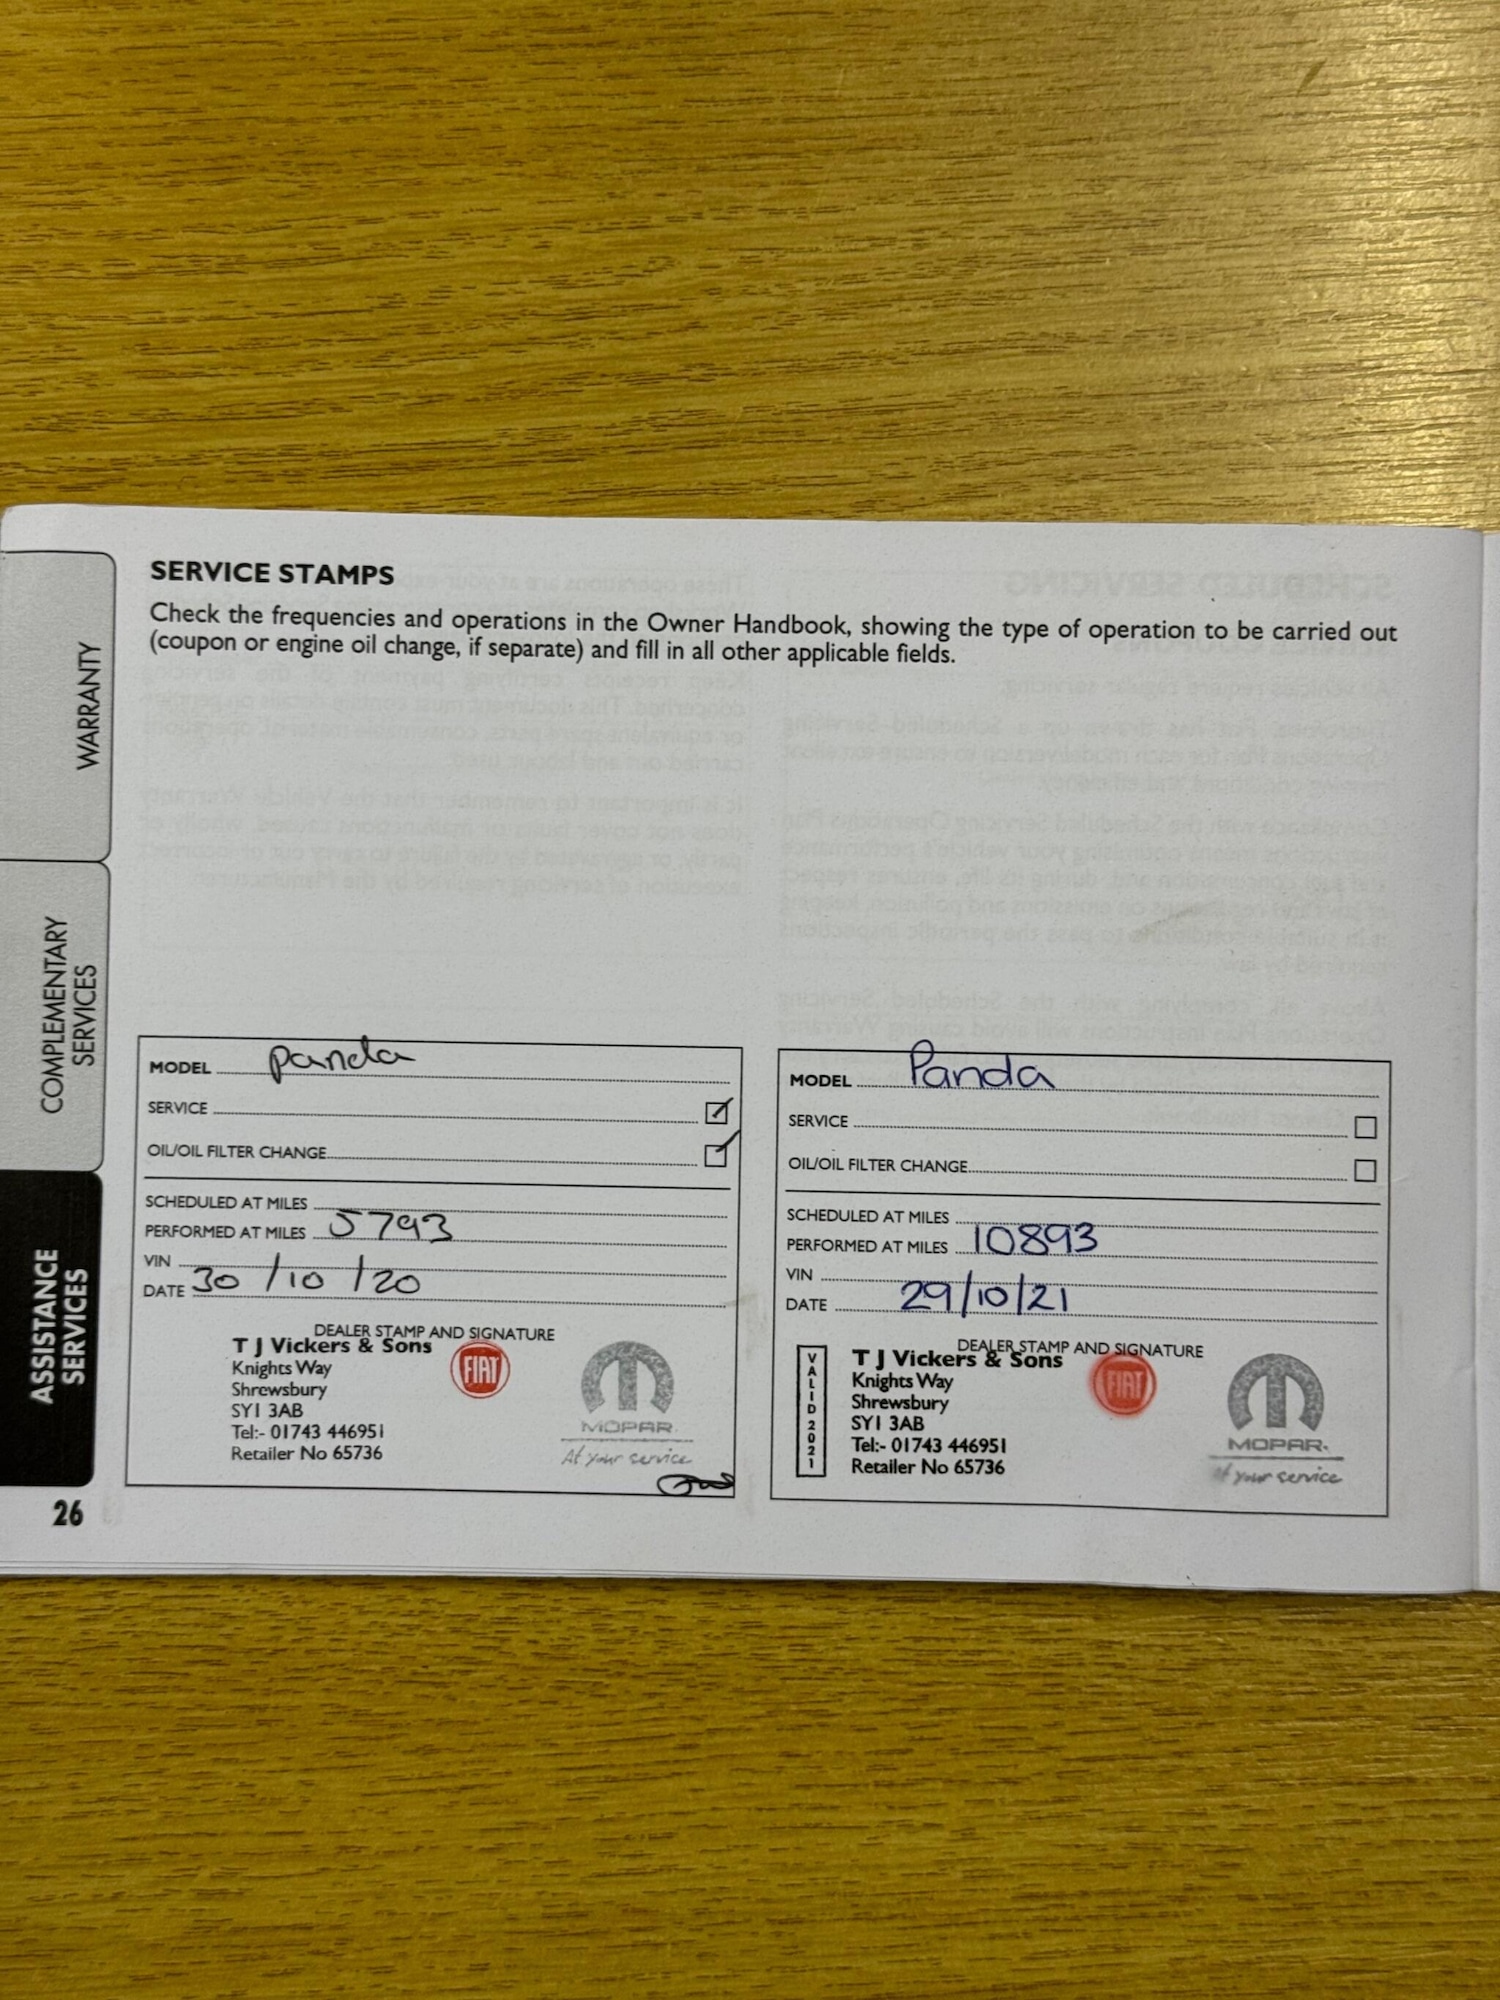 SERVICE STAMPS
Check the frequencies and operations in the Owner Handbook, showing the type of operation to be carried out
(coupon or engine oil change, if separate) and fill in all other applicable fields.
WARRANTY
COMPLEMENTARY
SERVICES
ASSISTANCE
SERVICES
26
MODEL panda
SERVICE
OIL/OIL FILTER CHANGE
SCHEDULED AT MILES
PERFORMED AT MILES 5793
VIN
DATE 30/10/20
DEALER STAMP AND SIGNATURE
T J Vickers & Sons
Knights Way
Shrewsbury
SY1 3AB
Tel:- 01743 446951
Retailer No 65736
FIAT
MOPAR.
At your service
MODEL Panda
SERVICE
OIL/OIL FILTER CHANGE
SCHEDULED AT MILES
PERFORMED AT MILES 10893
VIN
DATE 29/10/21
DEALER STAMP AND SIGNATURE
VALID 2021
T J Vickers & Sons
Knights Way
Shrewsbury
SY1 3AB
Tel:- 01743 446951
Retailer No 65736
FIAT
MOPAR.
At your service